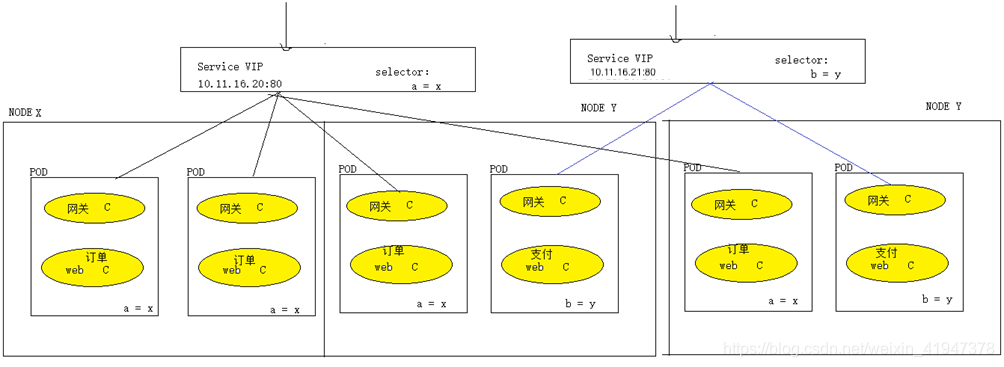 Service VIP
10.11.16.20:80
selector:
a = x
Service VIP
10.11.16.21:80
selector:
b = y
NODE X
NODE Y
NODE Y
POD
网关 C
订单
web C
a = x
POD
网关 C
订单
web C
a = x
POD
网关 C
订单
web C
a = x
POD
网关 C
支付
web C
b = y
POD
网关 C
订单
web C
a = x
POD
网关 C
支付
web C
b = y
https://blog.csdn.net/weixin_41947378